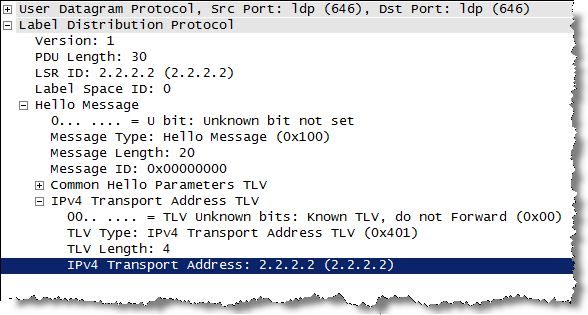 User Datagram Protocol, Src Port: ldp (646), Dst Port: ldp (646)
Label Distribution Protocol
Version: 1
PDU Length: 30
LSR ID: 2.2.2.2 (2.2.2.2)
Label Space ID: 0
Hello Message
0... .... = U bit: Unknown bit not set
Message Type: Hello Message (0x100)
Message Length: 20
Message ID: 0x00000000
Common Hello Parameters TLV
IPv4 Transport Address TLV
00.. .... = TLV Unknown bits: Known TLV, do not Forward (0x00)
TLV Type: IPv4 Transport Address TLV (0x401)
TLV Length: 4
IPv4 Transport Address: 2.2.2.2 (2.2.2.2)